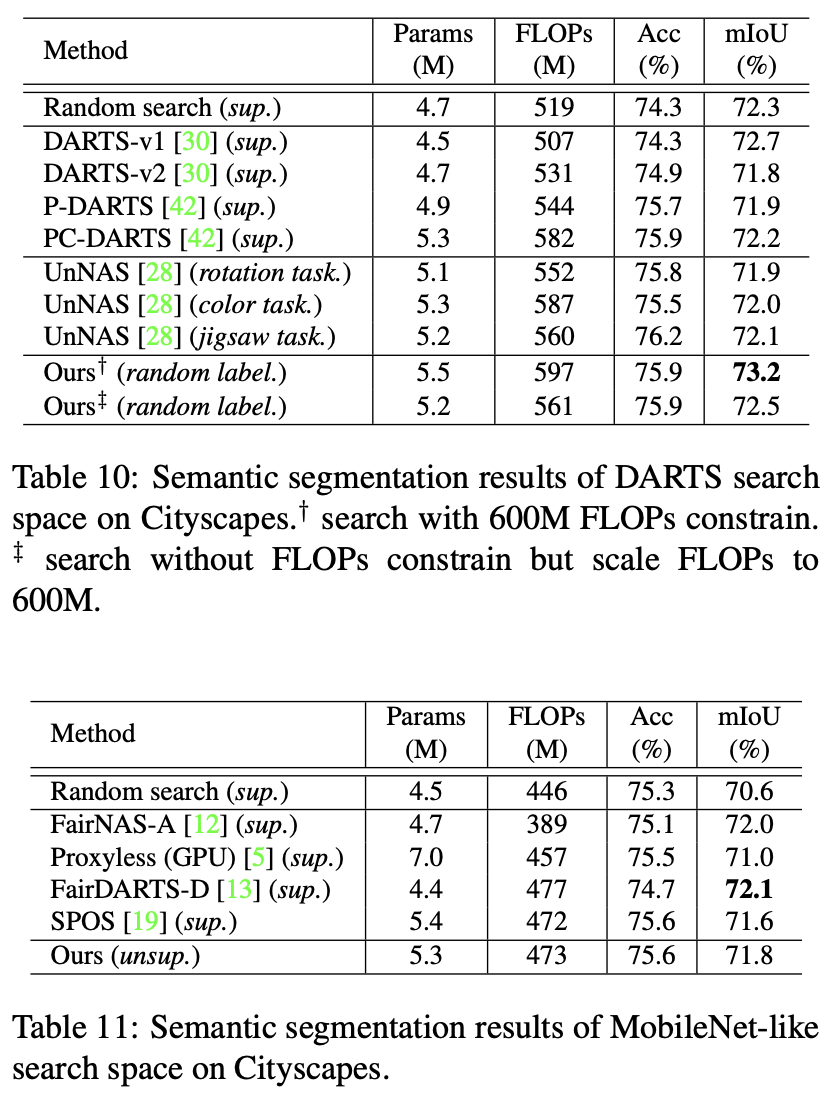 Method Params FLOPs Acc mIoU
(M) (M) (%) (%)
Random search (sup.) 4.7 519 74.3 72.3
DARTS-v1 [30] (sup.) 4.5 507 74.3 72.7
DARTS-v2 [30] (sup.) 4.7 531 74.9 71.8
P-DARTS [42] (sup.) 4.9 544 75.7 71.9
PC-DARTS [42] (sup.) 5.3 582 75.9 72.2
UnNAS [28] (rotation task.) 5.1 552 75.8 71.9
UnNAS [28] (color task.) 5.3 587 75.5 72.0
UnNAS [28] (jigsaw task.) 5.2 560 76.2 72.1
Ours† (random label.) 5.5 597 75.9 73.2
Ours‡ (random label.) 5.2 561 75.9 72.5
Table 10: Semantic segmentation results of DARTS search
space on Cityscapes.† search with 600M FLOPs constrain.
‡ search without FLOPs constrain but scale FLOPs to
600M.
Method Params FLOPs Acc mIoU
(M) (M) (%) (%)
Random search (sup.) 4.5 446 75.3 70.6
FairNAS-A [12] (sup.) 4.7 389 75.1 72.0
Proxyless (GPU) [5] (sup.) 7.0 457 75.5 71.0
FairDARTS-D [13] (sup.) 4.4 477 74.7 72.1
SPOS [19] (sup.) 5.4 472 75.6 71.6
Ours (unsup.) 5.3 473 75.6 71.8
Table 11: Semantic segmentation results of MobileNet-like
search space on Cityscapes.